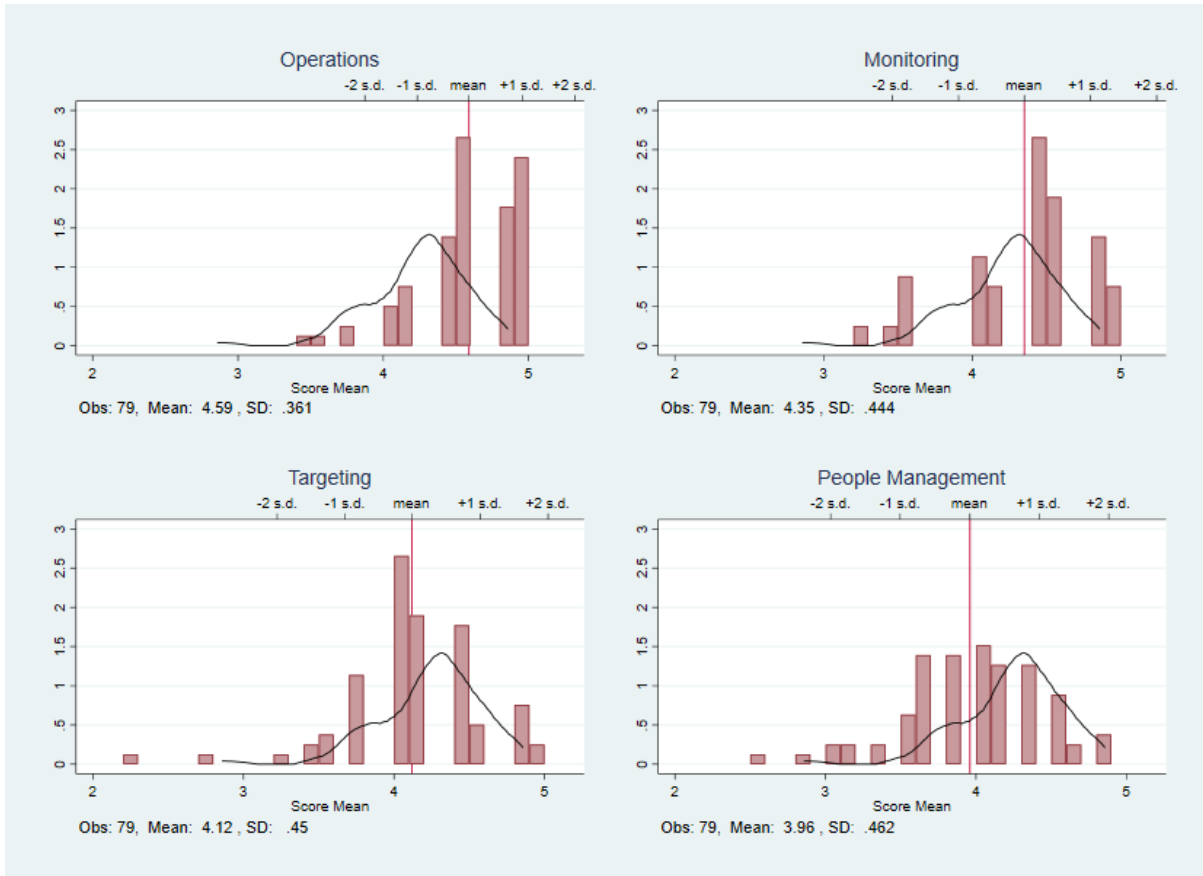 Operations
-2 s.d. -1 s.d. mean +1 s.d. +2 s.d.
3
2.5
2
1.5
1
.5
0
2 3 4 5
Score Mean
Obs: 79, Mean: 4.59 , SD: .361
Monitoring
-2 s.d. -1 s.d. mean +1 s.d. +2 s.d.
3
2.5
2
1.5
1
.5
0
2 3 4 5
Score Mean
Obs: 79, Mean: 4.35 , SD: .444
Targeting
-2 s.d. -1 s.d. mean +1 s.d. +2 s.d.
3
2.5
2
1.5
1
.5
0
2 3 4 5
Score Mean
Obs: 79, Mean: 4.12 , SD: .45
People Management
-2 s.d. -1 s.d. mean +1 s.d. +2 s.d.
3
2.5
2
1.5
1
.5
0
2 3 4 5
Score Mean
Obs: 79, Mean: 3.96 , SD: .462